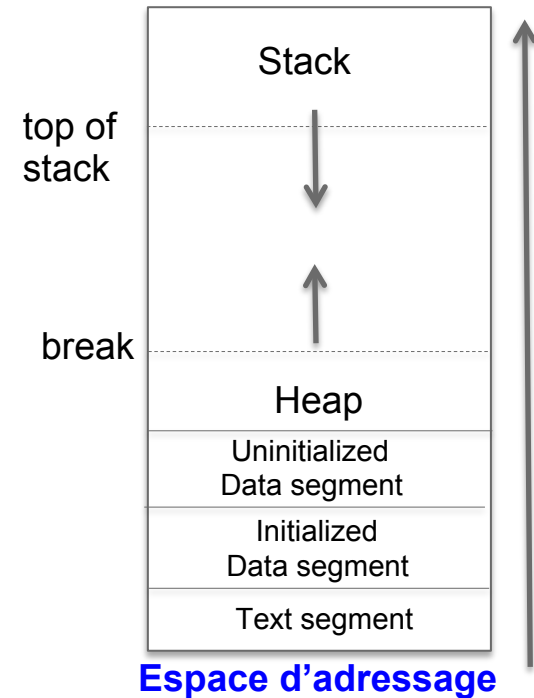 Stack
top of
stack
break
Heap
Uninitialized
Data segment
Initialized
Data segment
Text segment
Espace d’adressage